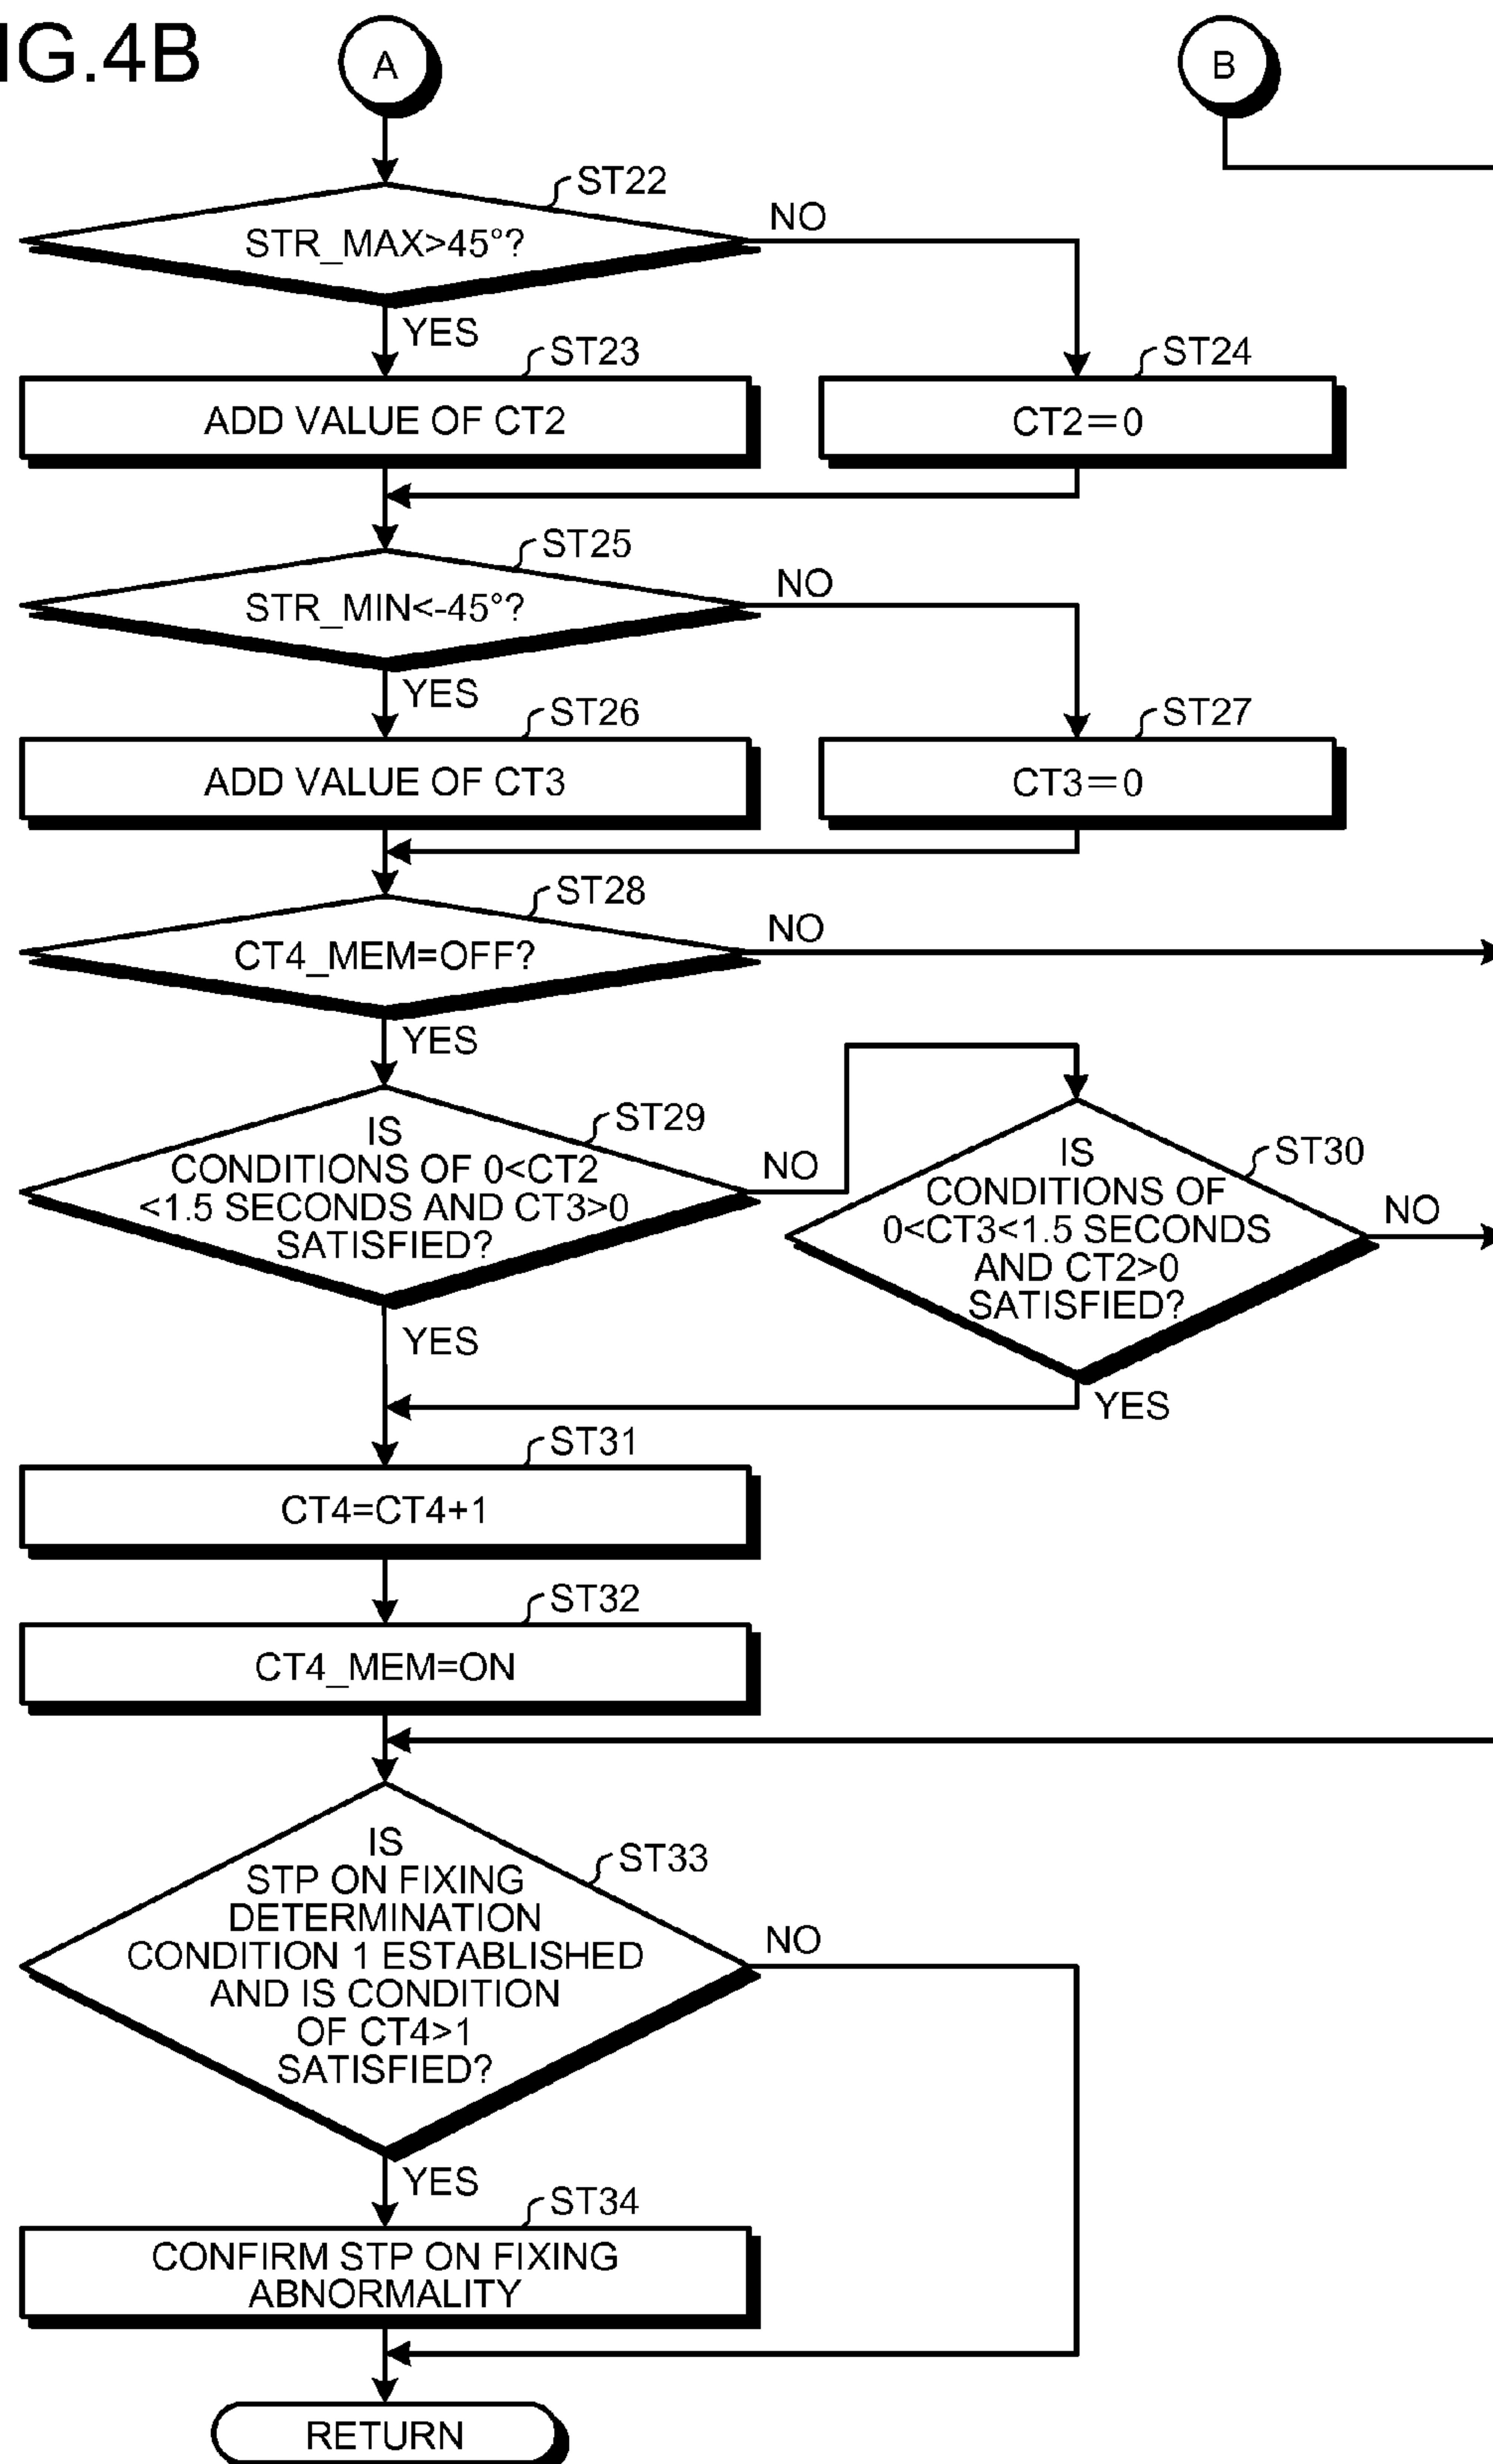 IG.4B
A
B
ST22
STR_MAX>45°?
NO
YES
ST23
ADD VALUE OF CT2
ST24
CT2=0
ST25
STR_MIN<-45°?
NO
YES
ST26
ADD VALUE OF CT3
ST27
CT3=0
ST28
CT4_MEM=OFF?
NO
YES
ST29
IS
CONDITIONS OF 0<CT2
<1.5 SECONDS AND CT3>0
SATISFIED?
NO
YES
ST30
IS
CONDITIONS OF
0<CT3<1.5 SECONDS
AND CT2>0
SATISFIED?
NO
YES
ST31
CT4=CT4+1
ST32
CT4_MEM=ON
ST33
IS
STP ON FIXING
DETERMINATION
CONDITION 1 ESTABLISHED
AND IS CONDITION
OF CT4>1
SATISFIED?
NO
YES
ST34
CONFIRM STP ON FIXING
ABNORMALITY
RETURN